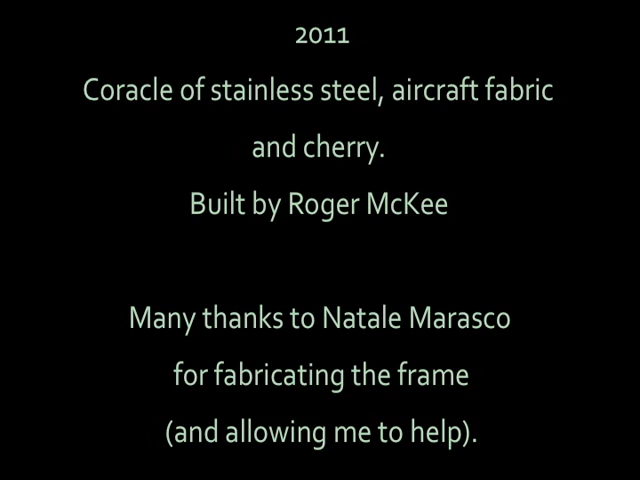 2011
Coracle of stainless steel, aircraft fabric
and cherry.
Built by Roger McKee
Many thanks to Natale Marasco
for fabricating the frame
(and allowing me to help).